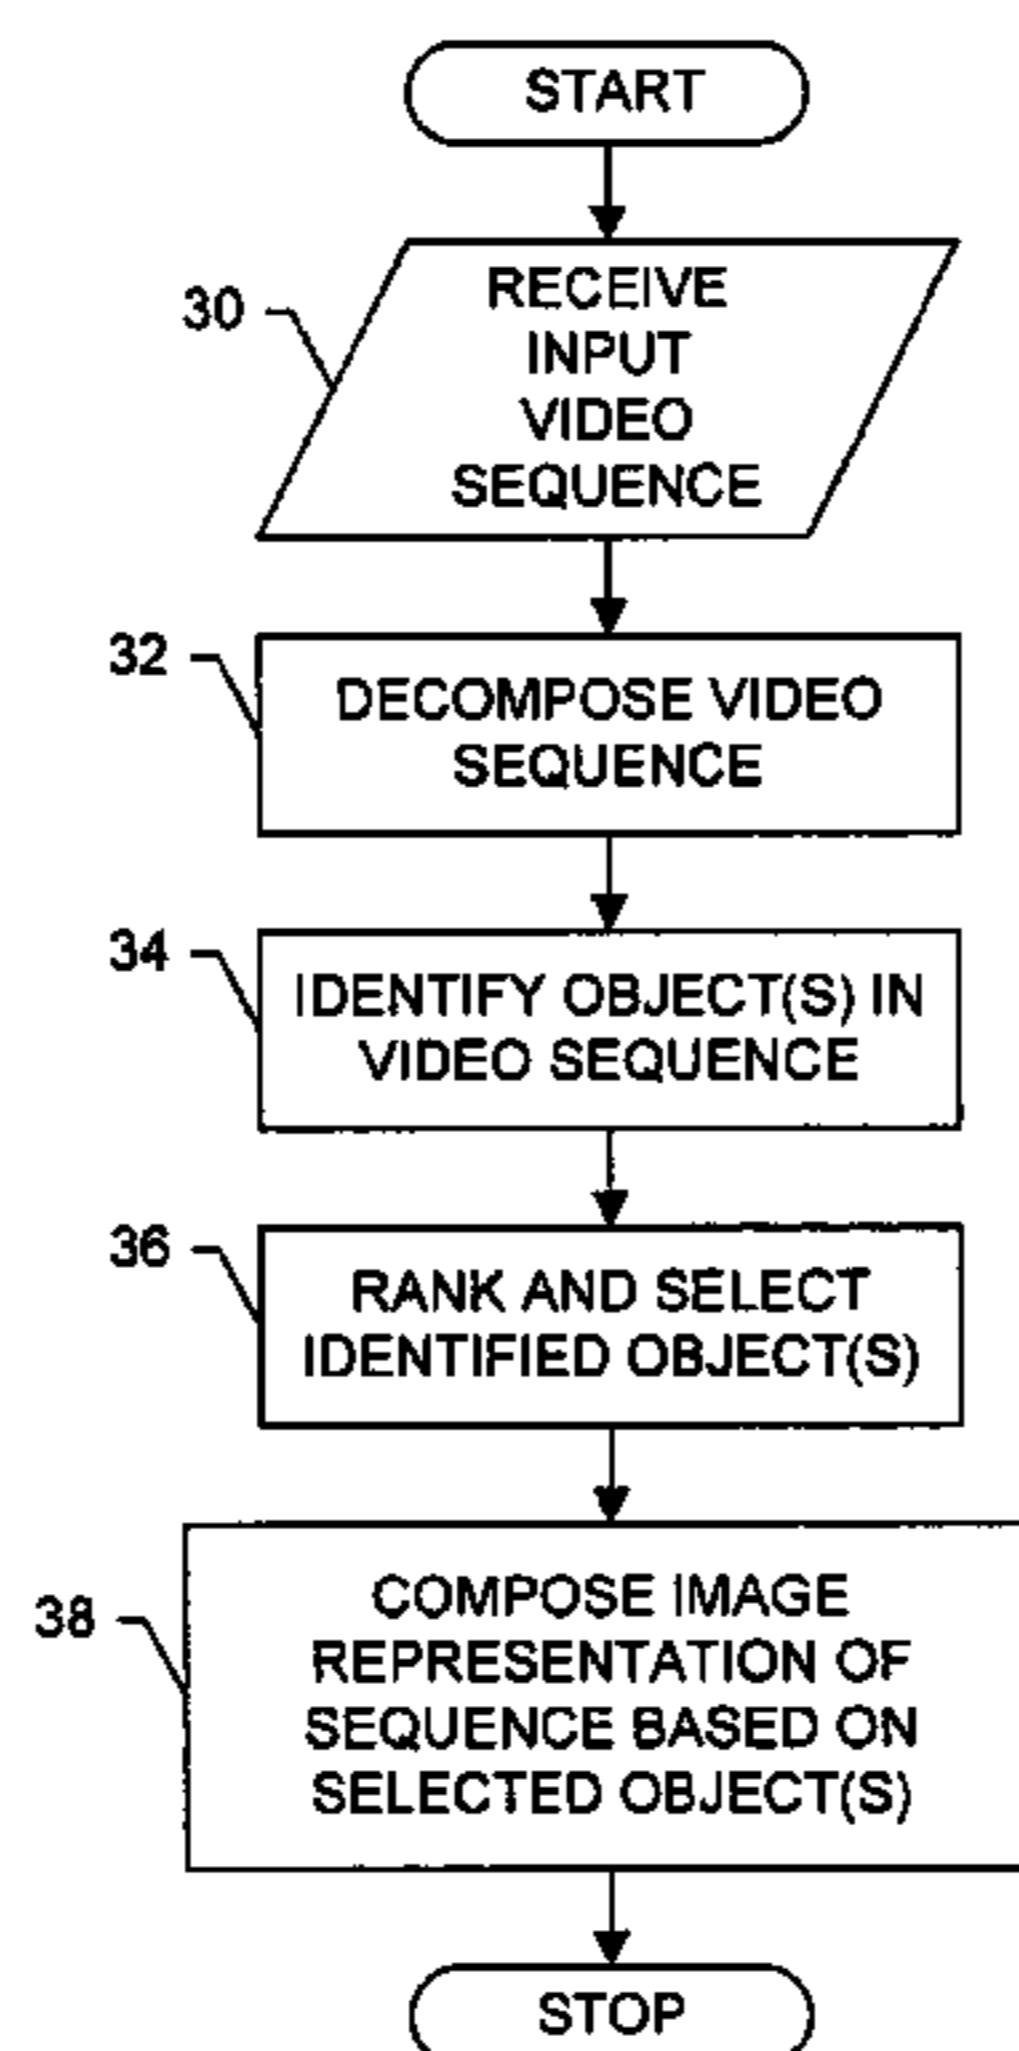 START
30
RECEIVE
INPUT
VIDEO
SEQUENCE
32
DECOMPOSE VIDEO
SEQUENCE
34
IDENTIFY OBJECT(S) IN
VIDEO SEQUENCE
36
RANK AND SELECT
IDENTIFIED OBJECT(S)
38
COMPOSE IMAGE
REPRESENTATION OF
SEQUENCE BASED ON
SELECTED OBJECT(S)
STOP